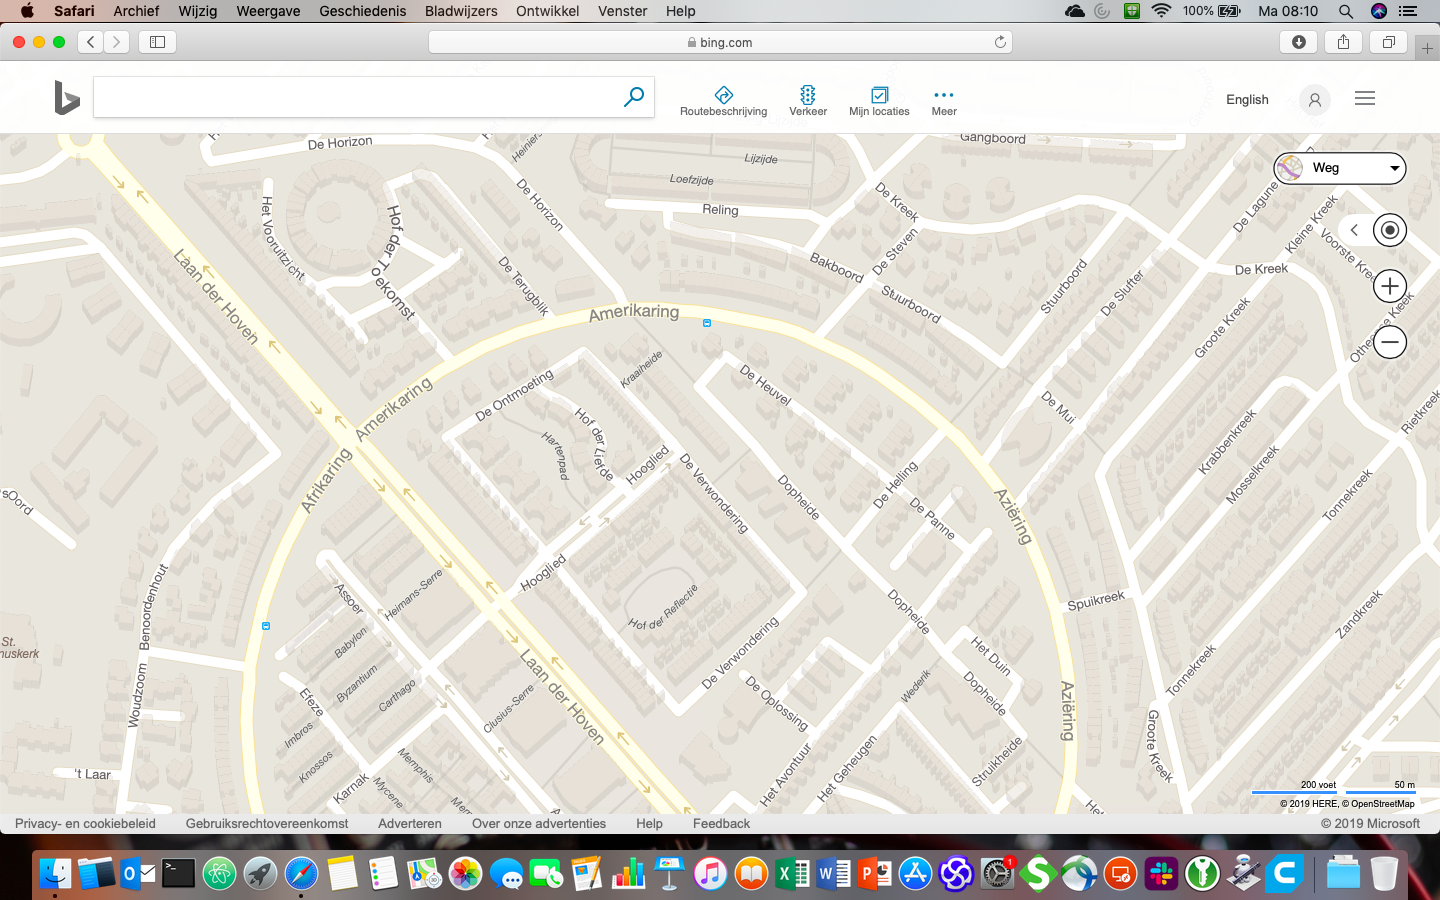 Safari Archief Wijzig Weergave Geschiedenis Bladwijzers Ontwikkel Venster Help 100% Ma 08:10
bing.com
Routebeschrijving Verkeer Mijn locaties Meer
English
Weg
De Horizon
Lijzijde
Loefzijde
Gangboord
Reling
De Horizon
De Kreek
De Lagune
Kleine Kreek
Het Vooruitzicht
Hof der Toekomst
De Steven
Bakboord
De Kreek
Laan der Hoven
De Terugblik
Stuurboord
Stuurboord
De Slufter
Amerikaring
Groote Kreek
Kraaiheide
De Heuvel
Amerikaring
De Ontmoeting
De Mui
Rietkreek
Hof der Lierde
Hartenpad
Krabbenkreek
Mosselkreek
Afrikaring
Hooglied
De Verwondering
Dopheide
De Helling
De Panne
Aziëring
Tonnekreek
Hooglied
Benoordenhout
Assoer
Heimans-Serre
Hof der Reflectie
Dopheide
Spuikreek
Zandkreek
St.
Babylon
De Verwondering
Het Duin
Tonnekreek
Woudzoom
Byzantium
Carthago
Efeze
Clusius-Serre
Laan der Hoven
De Oplossing
Wederik
Dopheide
Aziëring
Imbros
Knossos
Memphis
Karnak
Mycene
Het Avontuur
Het Geheugen
Struikheide
Groote Kreek
't Laar
200 voet 50 m
© 2019 HERE, © OpenStreetMap
Privacy- en cookiebeleid Gebruiksrechtovereenkomst Adverteren Over onze advertenties Help Feedback © 2019 Microsoft
1